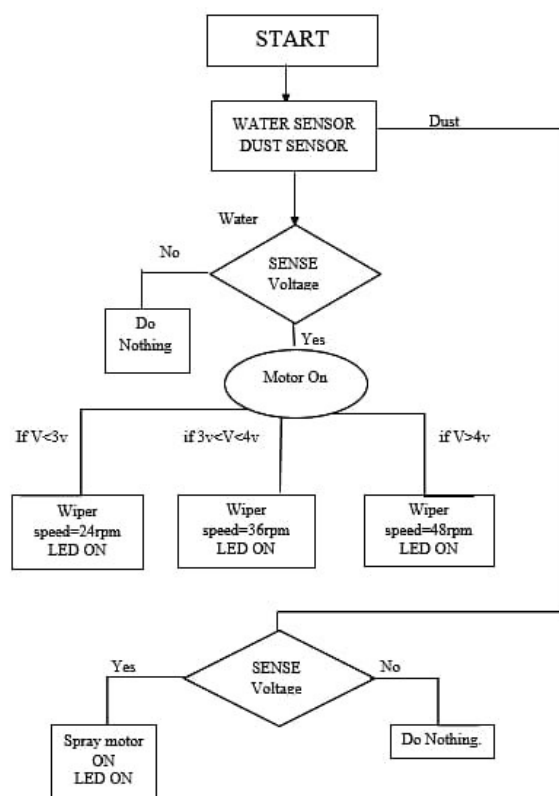 START
WATER SENSOR
DUST SENSOR
Dust
Water
No
SENSE
Voltage
Do
Nothing
Yes
Motor On
If V<3v
if 3v<V<4v
if V>4v
Wiper
speed=24rpm
LED ON
Wiper
speed=36rpm
LED ON
Wiper
speed=48rpm
LED ON
Yes
SENSE
Voltage
No
Spray motor
ON
LED ON
Do Nothing.